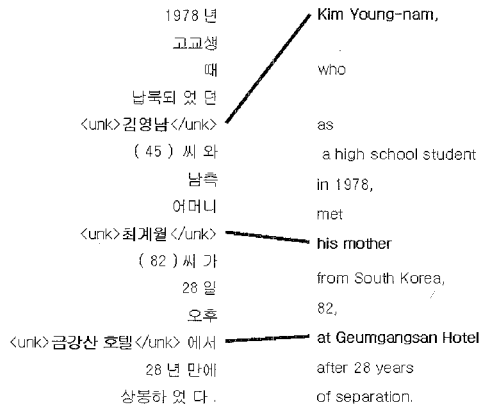 1978 년
고교생
때
납북되 었 던
<unk>김영남</unk>
( 45 ) 씨 와
남측
어머니
<unk>최계월</unk>
( 82 ) 씨 가
28 일
오후
<unk>금강산 호텔</unk> 에서
28 년 만에
상봉하 었 다 .
Kim Young-nam,
who
as
a high school student
in 1978,
met
his mother
from South Korea,
82,
at Geumgangsan Hotel
after 28 years
of separation.